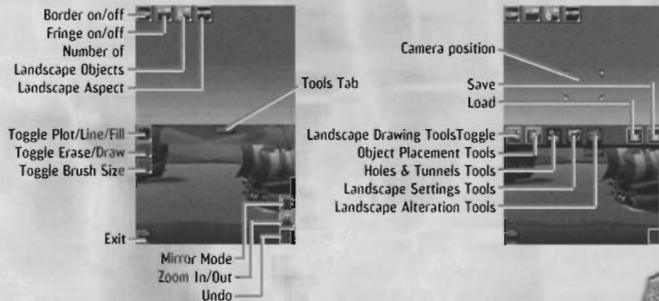 Border on/off
Fringe on/off
Number of
Landscape Objects
Landscape Aspect
Tools Tab
Toggle Plot/Line/Fill
Toggle Erase/Draw
Toggle Brush Size
Exit
Mirror Mode
Zoom In/Out
Undo
Camera position
Save
Load
Landscape Drawing ToolsToggle
Object Placement Tools
Holes & Tunnels Tools
Landscape Settings Tools
Landscape Alteration Tools